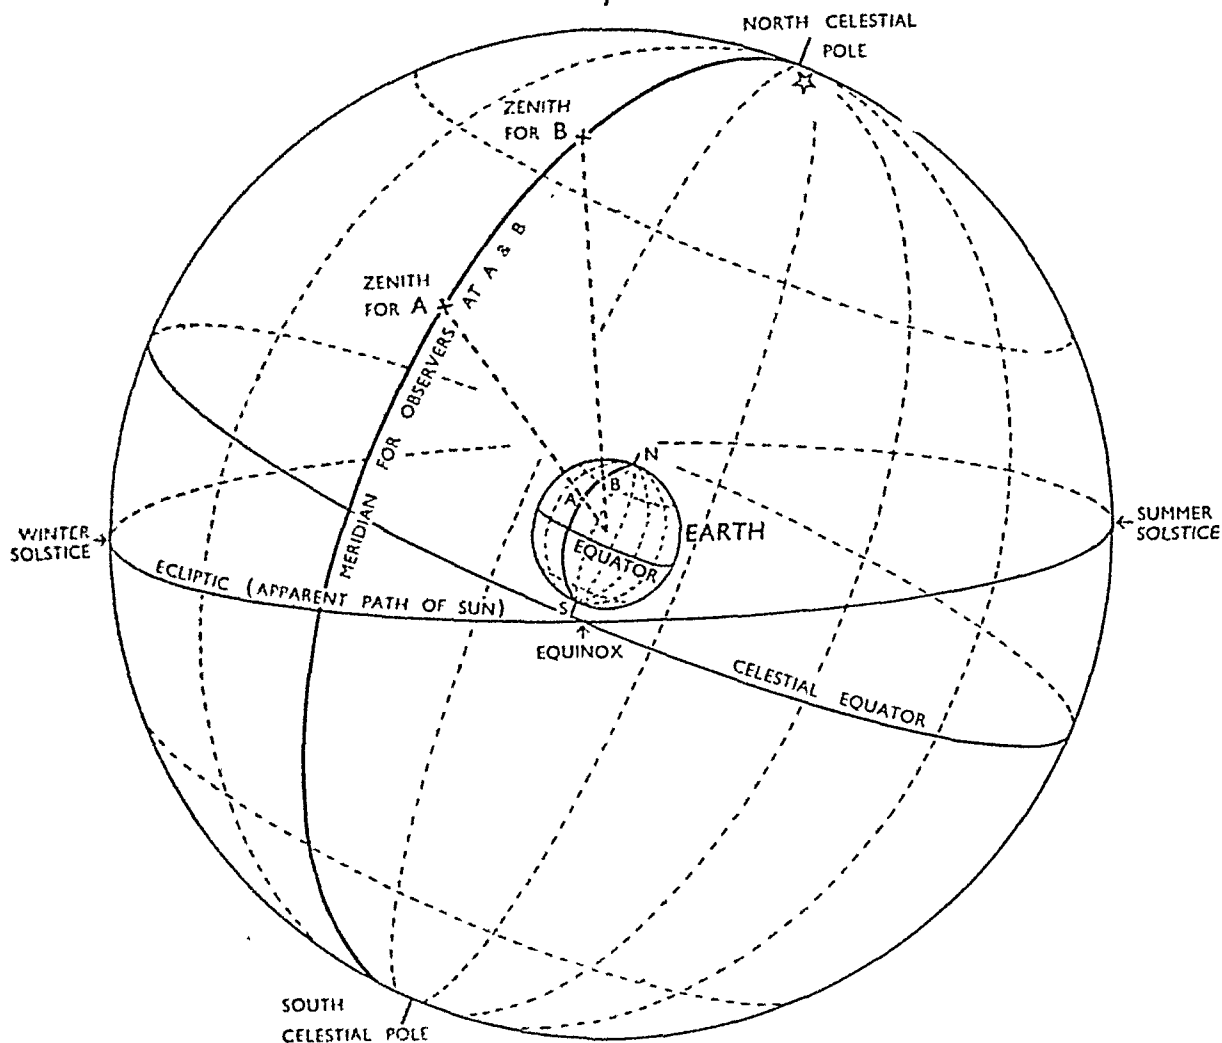 NORTH CELESTIAL
POLE
ZENITH
FOR B
ZENITH
FOR A
MERIDIAN FOR OBSERVERS AT A & B
N
B
A
EARTH
EQUATOR
S
WINTER
SOLSTICE
SUMMER
SOLSTICE
ECLIPTIC (APPARENT PATH OF SUN)
EQUINOX
CELESTIAL EQUATOR
SOUTH
CELESTIAL POLE